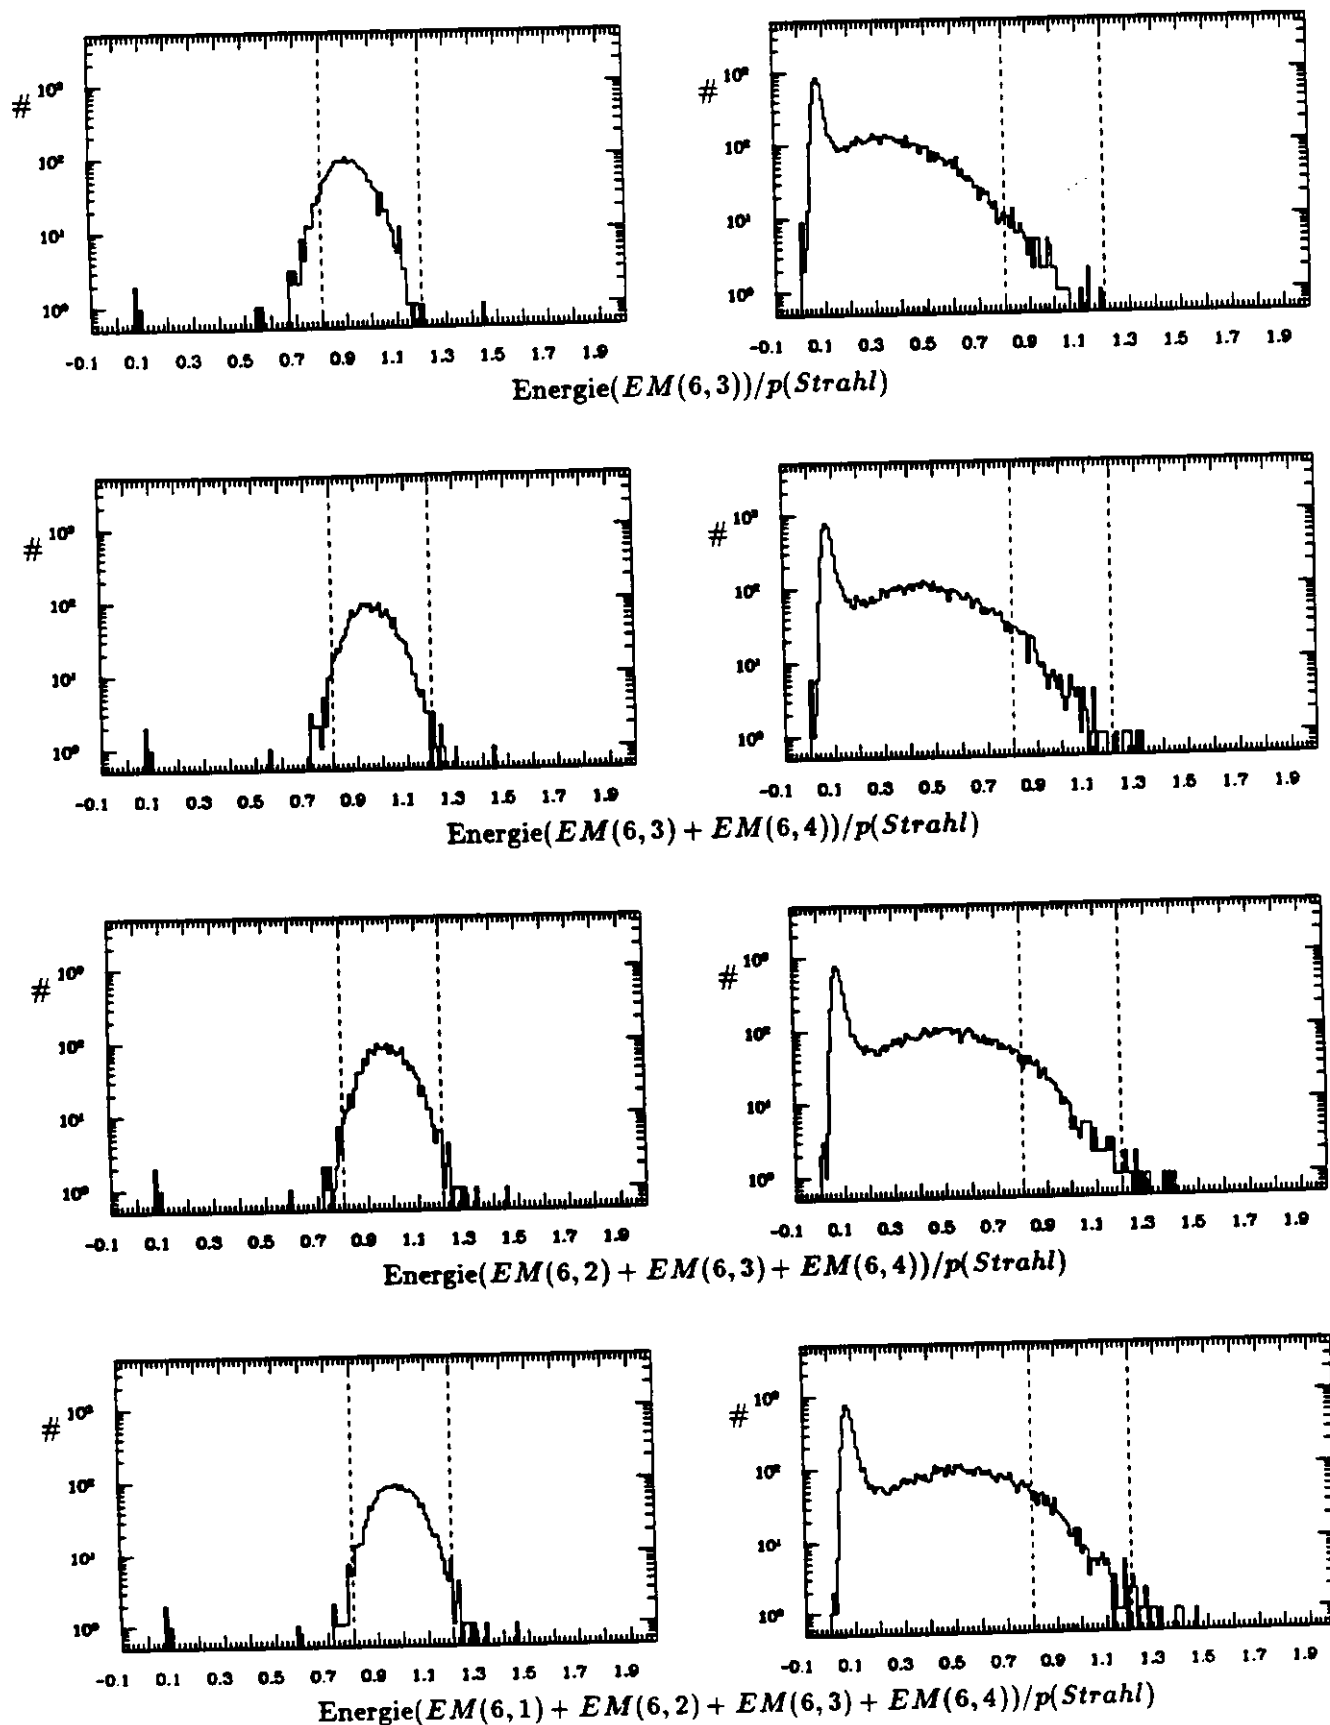 # 10³ # 10³
10² 10²
10¹ 10¹
10⁰ 10⁰
-0.1 0.1 0.3 0.5 0.7 0.9 1.1 1.3 1.5 1.7 1.9 -0.1 0.1 0.3 0.5 0.7 0.9 1.1 1.3 1.5 1.7 1.9
Energie(EM(6,3))/p(Strahl)
# 10³ # 10³
10² 10²
10¹ 10¹
10⁰ 10⁰
-0.1 0.1 0.3 0.5 0.7 0.9 1.1 1.3 1.5 1.7 1.9 -0.1 0.1 0.3 0.5 0.7 0.9 1.1 1.3 1.5 1.7 1.9
Energie(EM(6,3) + EM(6,4))/p(Strahl)
# 10³ # 10³
10² 10²
10¹ 10¹
10⁰ 10⁰
-0.1 0.1 0.3 0.5 0.7 0.9 1.1 1.3 1.5 1.7 1.9 -0.1 0.1 0.3 0.5 0.7 0.9 1.1 1.3 1.5 1.7 1.9
Energie(EM(6,2) + EM(6,3) + EM(6,4))/p(Strahl)
# 10³ # 10³
10² 10²
10¹ 10¹
10⁰ 10⁰
-0.1 0.1 0.3 0.5 0.7 0.9 1.1 1.3 1.5 1.7 1.9 -0.1 0.1 0.3 0.5 0.7 0.9 1.1 1.3 1.5 1.7 1.9
Energie(EM(6,1) + EM(6,2) + EM(6,3) + EM(6,4))/p(Strahl)